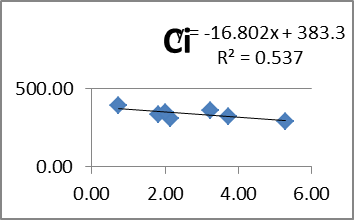 Ci
y = -16.802x + 383.3
R² = 0.537
500.00
0.00
0.00 2.00 4.00 6.00